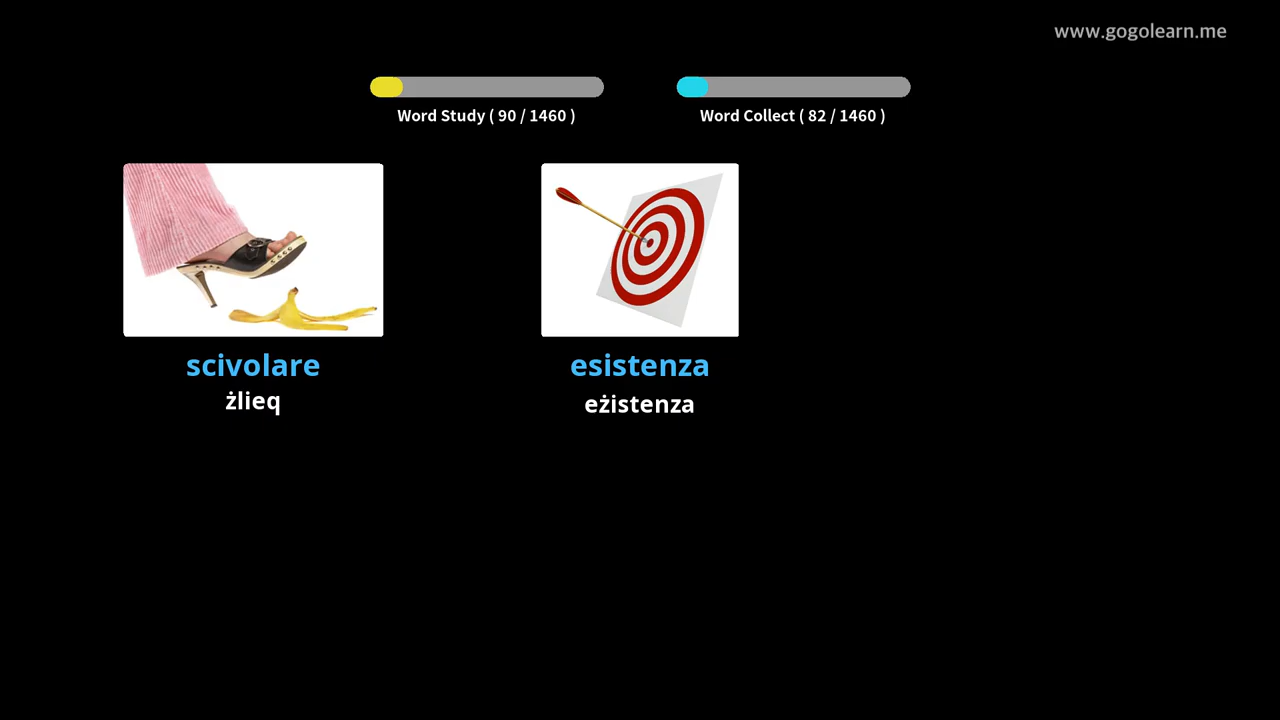 www.gogolearn.me
Word Study ( 90 / 1460 )
Word Collect ( 82 / 1460 )
scivolare
żlieq
esistenza
eżistenza